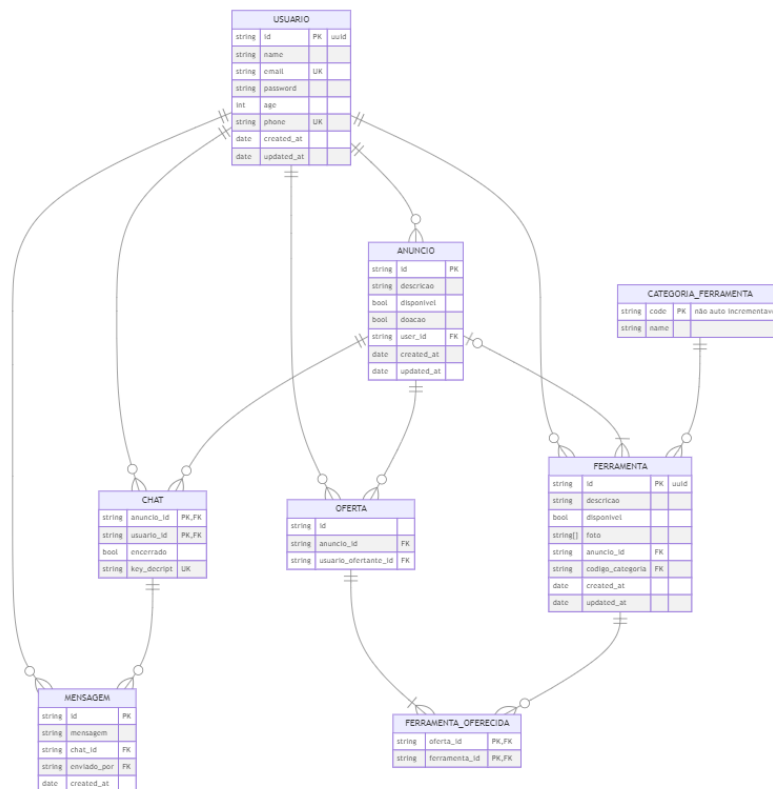 USUARIO
string id PK uuid
string name
string email UK
string password
int age
string phone UK
date created_at
date updated_at
ANUNCIO
string id PK
string descricao
bool disponivel
bool doacao
string user_id FK
date created_at
date updated_at
CATEGORIA_FERRAMENTA
string code PK não auto incrementav
string name
FERRAMENTA
string id PK uuid
string descricao
bool disponivel
string[] foto
string anuncio_id FK
string codigo_categoria FK
date created_at
date updated_at
CHAT
string anuncio_id PK,FK
string usuario_id PK,FK
bool encerrado
string key_decript UK
OFERTA
string id
string anuncio_id FK
string usuario_ofertante_id FK
MENSAGEM
string id PK
string mensagem
string chat_id FK
string enviado_por FK
date created_at
FERRAMENTA_OFERECIDA
string oferta_id PK,FK
string ferramenta_id PK,FK